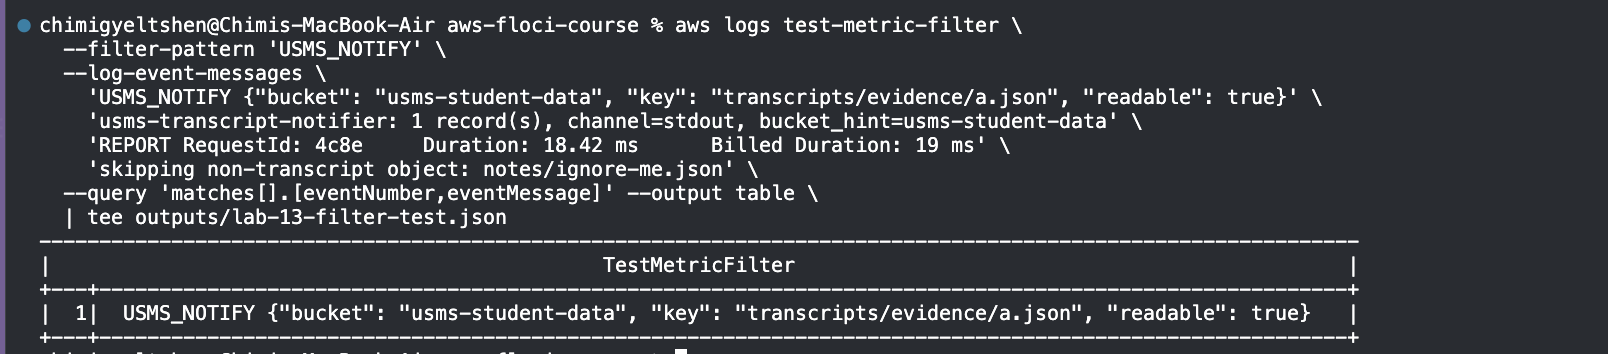 chimigyeltshen@Chimis-MacBook-Air aws-floci-course % aws logs test-metric-filter \
--filter-pattern 'USMS_NOTIFY' \
--log-event-messages \
'USMS_NOTIFY {"bucket": "usms-student-data", "key": "transcripts/evidence/a.json", "readable": true}' \
'usms-transcript-notifier: 1 record(s), channel=stdout, bucket_hint=usms-student-data' \
'REPORT RequestId: 4c8e     Duration: 18.42 ms      Billed Duration: 19 ms' \
'skipping non-transcript object: notes/ignore-me.json' \
--query 'matches[].[eventNumber,eventMessage]' --output table \
| tee outputs/lab-13-filter-test.json
TestMetricFilter
| 1| USMS_NOTIFY {"bucket": "usms-student-data", "key": "transcripts/evidence/a.json", "readable": true} |